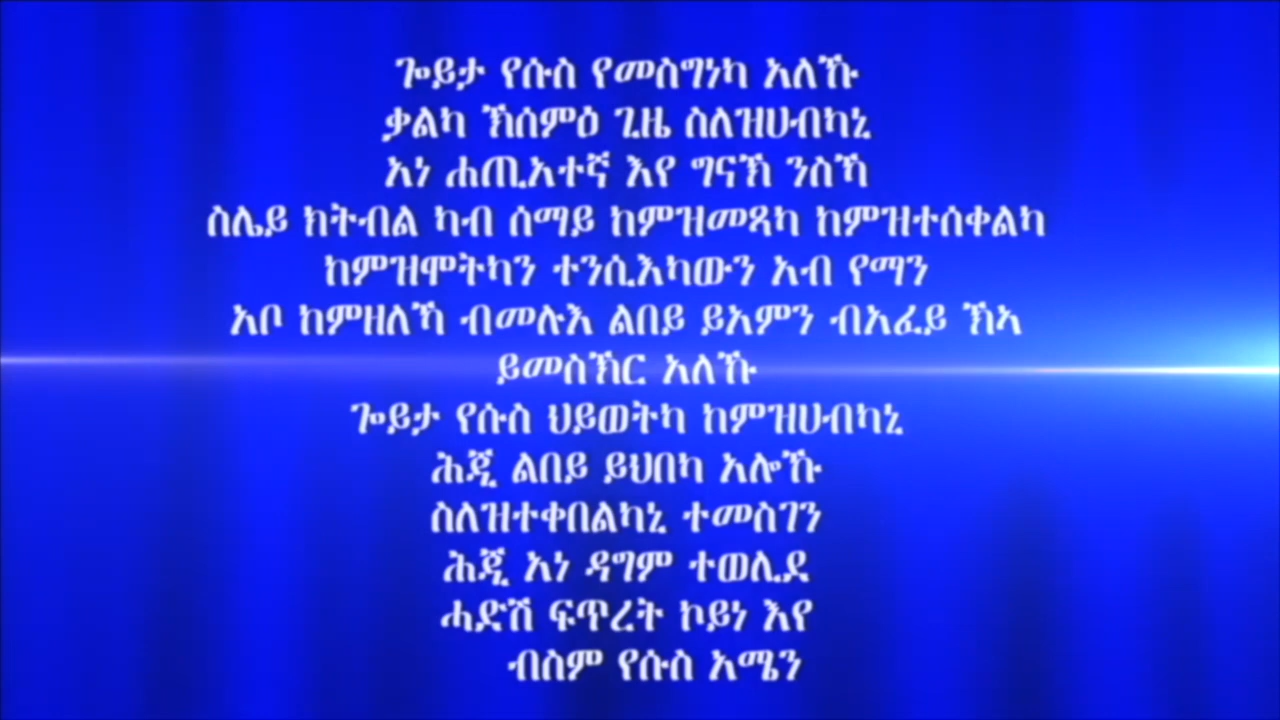 ጐይታ የሱስ የመስግነካ አለኹ
ቃልካ ኽሰምዕ ጊዜ ስለዝሀብካኒ
አነ ሐጢአተኛ እየ ግናኽ ንስኻ
ስሌይ ክትብል ካብ ሰማይ ከምዝመጻካ ከምዝተሰቀልካ
ከምዝሞትካን ተንሲእካውን አብ የማን
አቦ ከምዘለኻ ብመሉእ ልበይ ይአምን ብአፈይ ኽኣ
ይመስኽር አለኹ
ጐይታ የሱስ ህይወትካ ከምዝሀብካኒ
ሕጂ ልበይ ይህበካ አሎኹ
ስለዝተቀበልካኒ ተመስገን
ሕጂ አነ ዳግም ተወሊደ
ሓድሽ ፍጥረት ኮይነ እየ
ብስም የሱስ አሜን